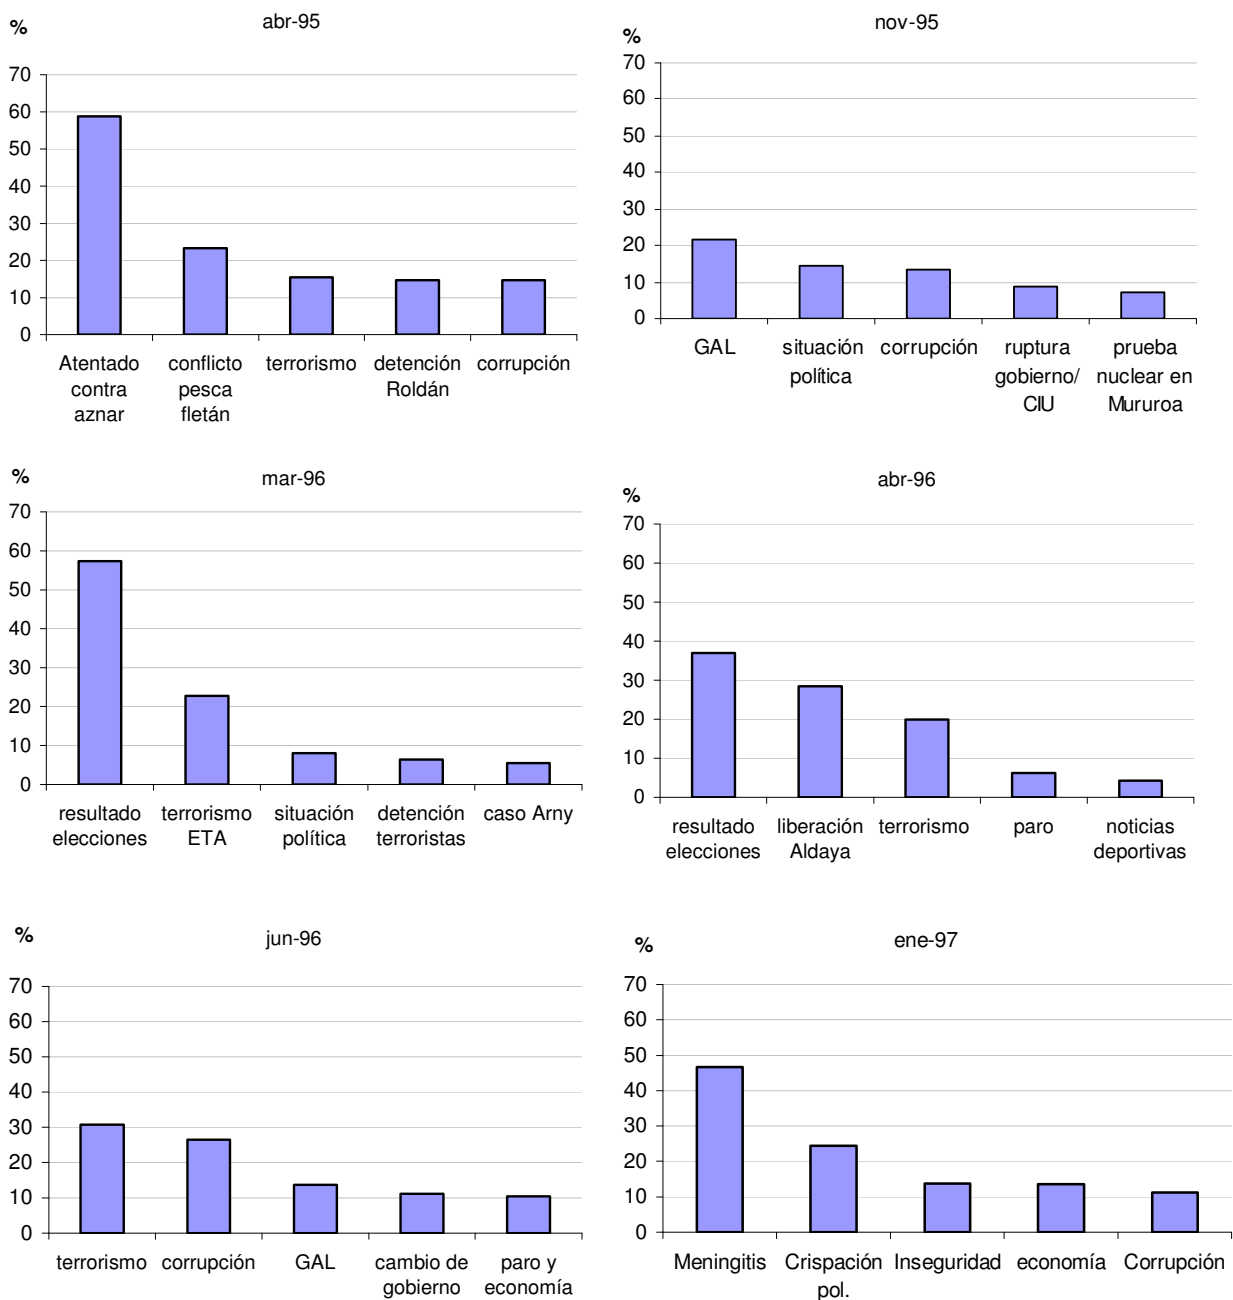 abr-95
%
70
60
50
40
30
20
10
0
Atentado
contra
aznar
conflicto
pesca
fletán
terrorismo
detención
Roldán
corrupción
nov-95
%
70
60
50
40
30
20
10
0
GAL
situación
política
corrupción
ruptura
gobierno/
CIU
prueba
nuclear en
Mururoa
mar-96
%
70
60
50
40
30
20
10
0
resultado
elecciones
terrorismo
ETA
situación
política
detención
terroristas
caso Arny
abr-96
%
70
60
50
40
30
20
10
0
resultado
elecciones
liberación
Aldaya
terrorismo
paro
noticias
deportivas
jun-96
%
70
60
50
40
30
20
10
0
terrorismo
corrupción
GAL
cambio de
gobierno
paro y
economía
ene-97
%
70
60
50
40
30
20
10
0
Meningitis
Crispación
pol.
Inseguridad
economía
Corrupción